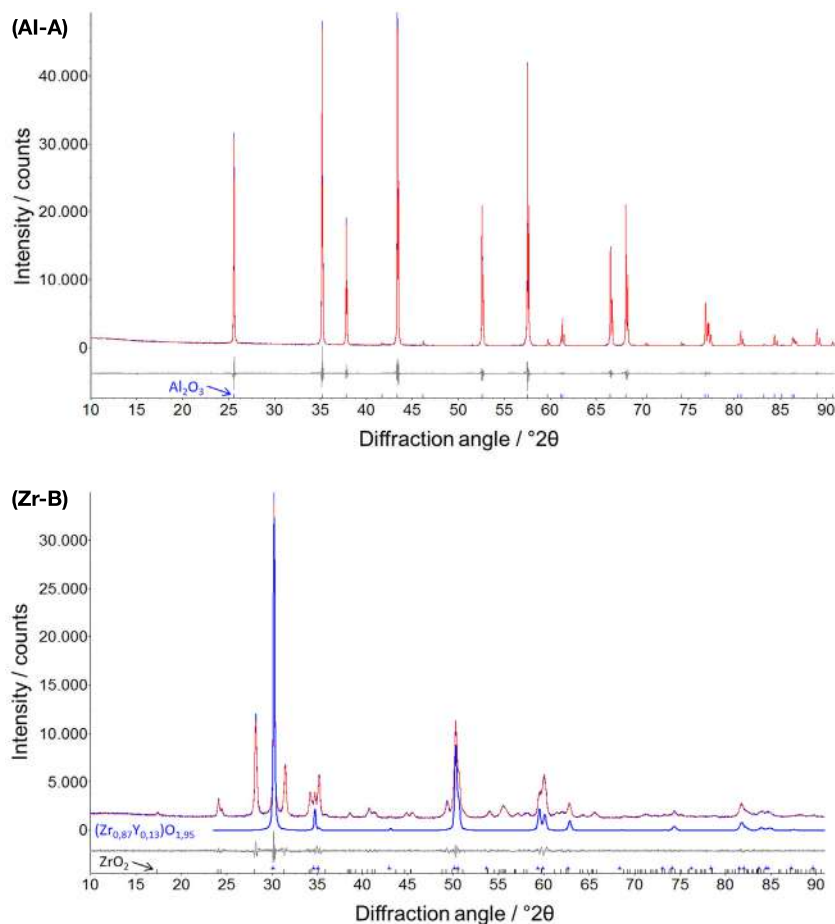 (Al-A)
40.000
30.000
20.000
10.000
0
Intensity / counts
Al₂O₃
10 15 20 25 30 35 40 45 50 55 60 65 70 75 80 85 90
Diffraction angle / °2θ
(Zr-B)
30.000
25.000
20.000
15.000
10.000
5.000
0
Intensity / counts
(Zr₀,₈₇Y₀,₁₃)O₁,₉₅
ZrO₂
10 15 20 25 30 35 40 45 50 55 60 65 70 75 80 85 90
Diffraction angle / °2θ